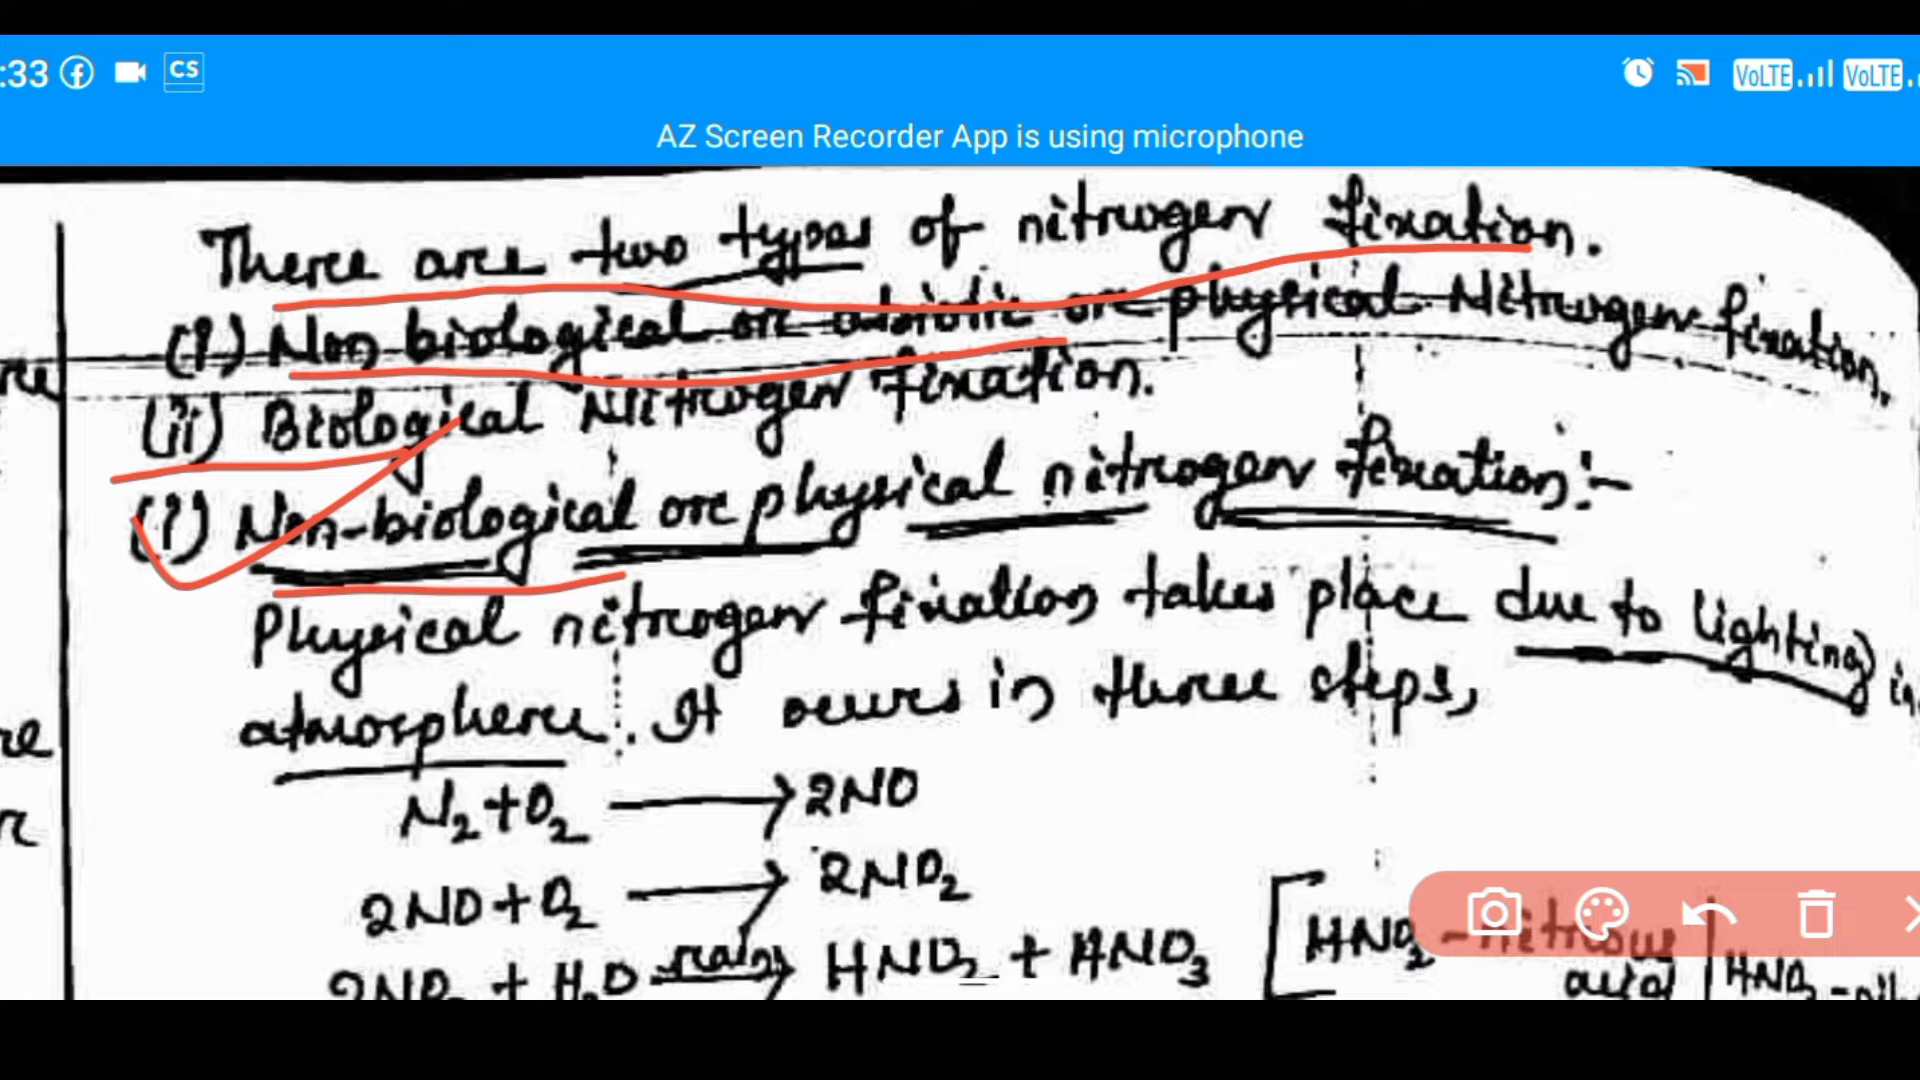 :33 CS VoLTE VoLTE
AZ Screen Recorder App is using microphone
There are two types of nitrogen fixation.
(i) Non biological or abiotic or physical Nitrogen fixation.
(ii) Biological Nitrogen fixation.
(i) Non-biological or physical nitrogen fixation:-
Physical nitrogen fixation takes place due to lighting in
atmosphere. It occurs in three steps,
N2+O2 → 2NO
2NO+O2 → 2NO2
2NO2 + H2O rain → HNO2 + HNO3 [HNO2 - nitrous acid HNO3